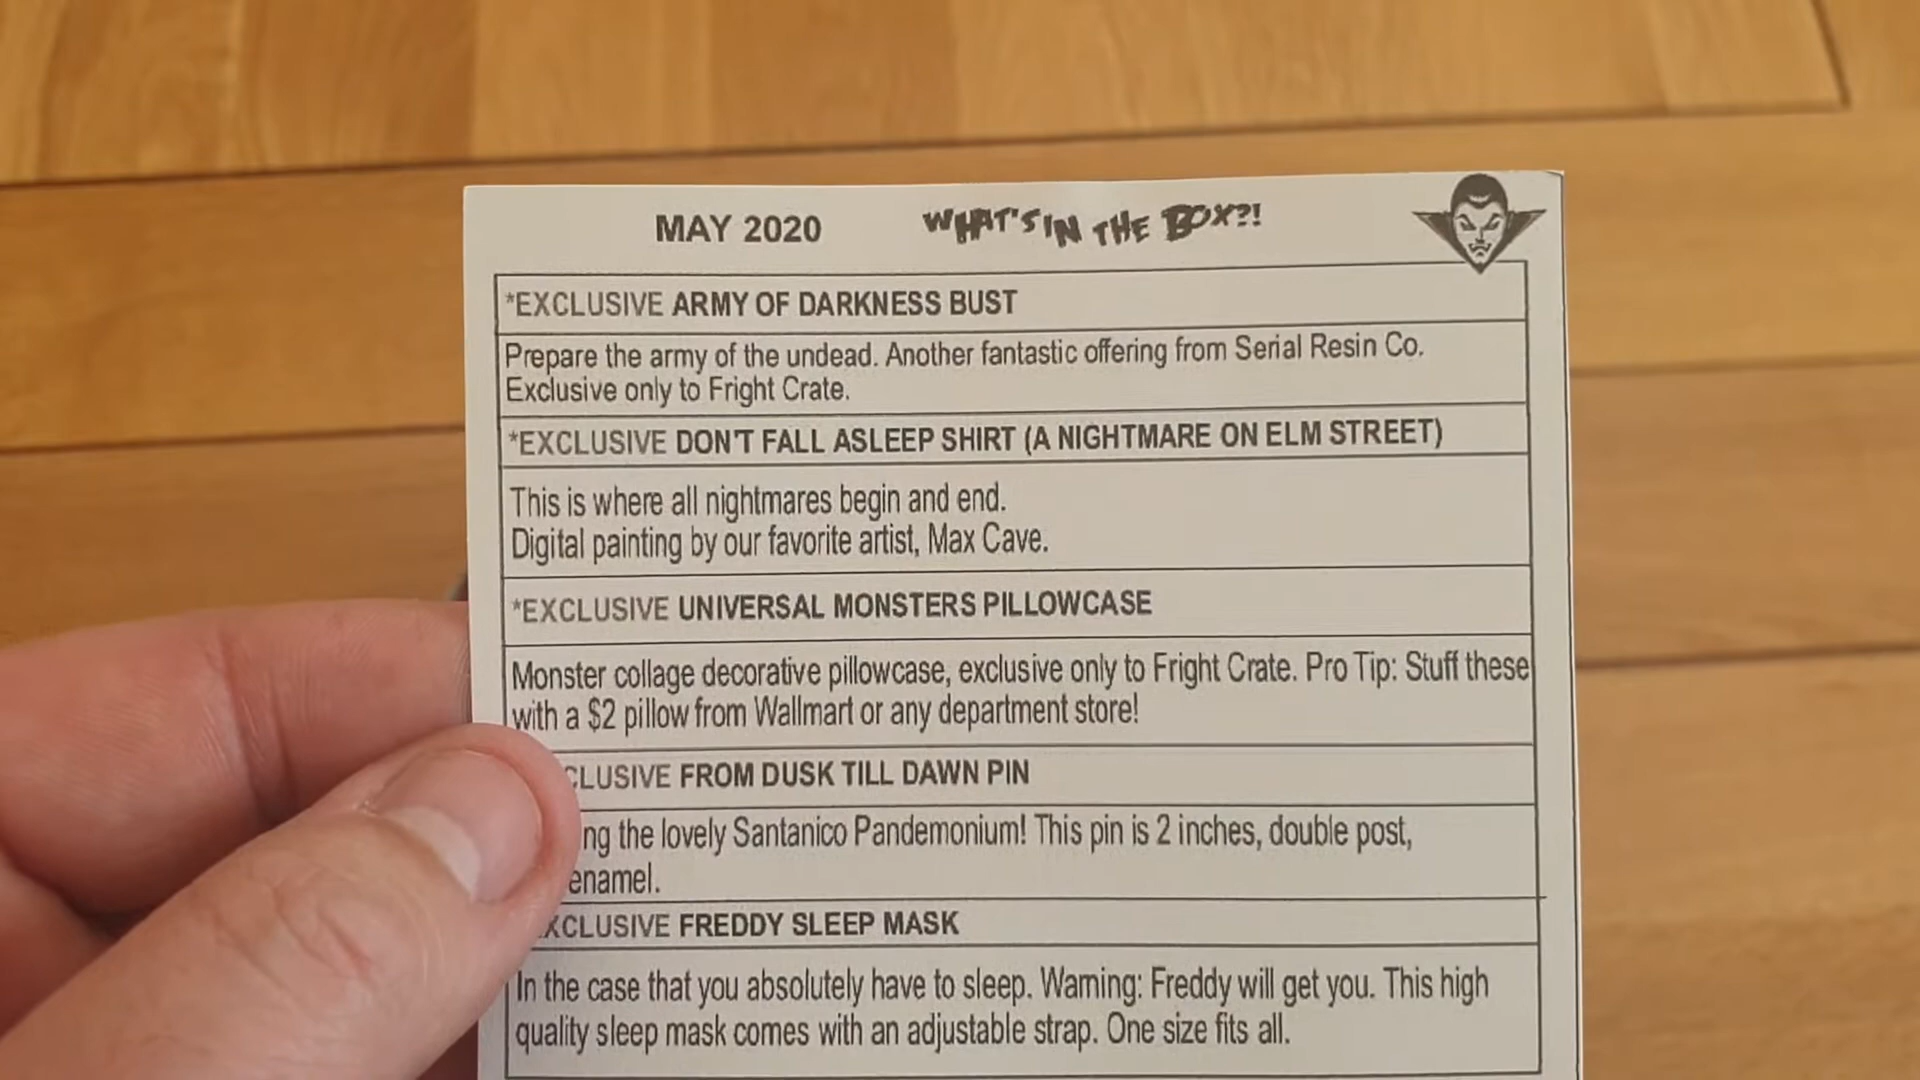 MAY 2020 WHAT'S IN THE BOX?!
*EXCLUSIVE ARMY OF DARKNESS BUST
Prepare the army of the undead. Another fantastic offering from Serial Resin Co.
Exclusive only to Fright Crate.
*EXCLUSIVE DON'T FALL ASLEEP SHIRT (A NIGHTMARE ON ELM STREET)
This is where all nightmares begin and end.
Digital painting by our favorite artist, Max Cave.
*EXCLUSIVE UNIVERSAL MONSTERS PILLOWCASE
Monster collage decorative pillowcase, exclusive only to Fright Crate. Pro Tip: Stuff these
with a $2 pillow from Wallmart or any department store!
CLUSIVE FROM DUSK TILL DAWN PIN
ng the lovely Santanico Pandemonium! This pin is 2 inches, double post,
enamel.
XCLUSIVE FREDDY SLEEP MASK
In the case that you absolutely have to sleep. Warning: Freddy will get you. This high
quality sleep mask comes with an adjustable strap. One size fits all.